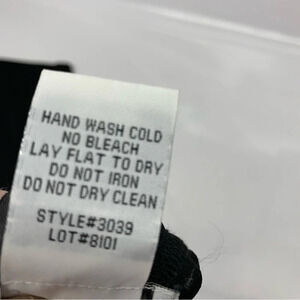 HAND WASH COLD
NO BLEACH
LAY FLAT TO DRY
DO NOT IRON
DO NOT DRY CLEAN
STYLE#3039
LOT#8101